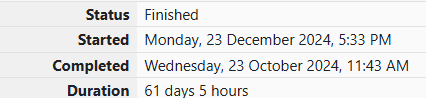 Status Finished
Started Monday, 23 December 2024, 5:33 PM
Completed Wednesday, 23 October 2024, 11:43 AM
Duration 61 days 5 hours